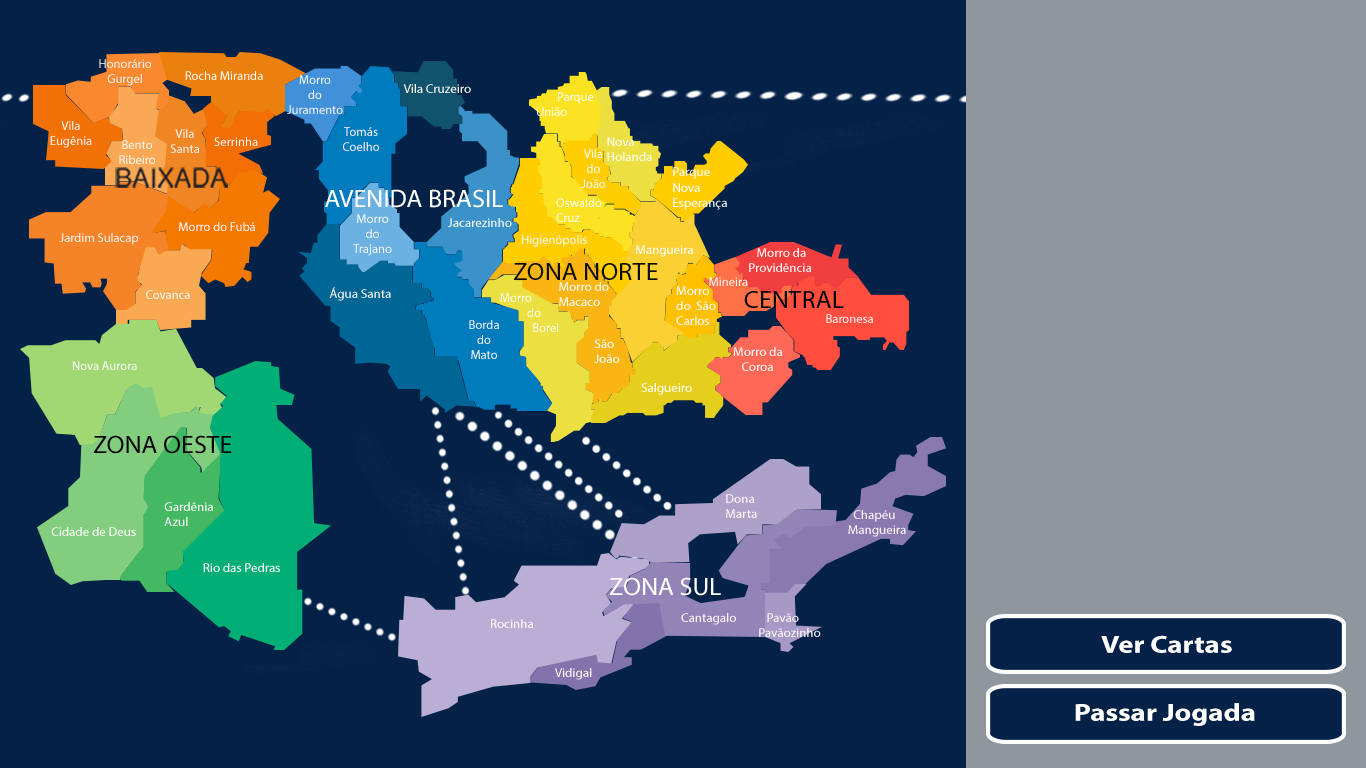 Honorário
Gurgel
Rocha Miranda
Vila
Eugênia
Bento
Ribeiro
Vila
Santa
Serrinha
BAIXADA
Jardim Sulacap
Morro do Fubá
Covanca
Morro
do
Juramento
Tomás
Coelho
Vila Cruzeiro
AVENIDA BRASIL
Morro
do
Trajano
Jacarezinho
Água Santa
Borda
do
Mato
Parque
União
Nova
Holanda
Vila
do
João
Parque
Nova
Esperança
Oswaldo
Cruz
Higienópolis
Mangueira
ZONA NORTE
Morro do
Macaco
Morro
do
Borel
Morro
do São
Carlos
São
João
Salgueiro
Morro da
Providência
Mineira
CENTRAL
Baronesa
Morro da
Coroa
Nova Aurora
ZONA OESTE
Gardênia
Azul
Cidade de Deus
Rio das Pedras
Dona
Marta
Chapéu
Mangueira
ZONA SUL
Rocinha
Cantagalo
Pavão
Pavãozinho
Vidigal
Ver Cartas
Passar Jogada